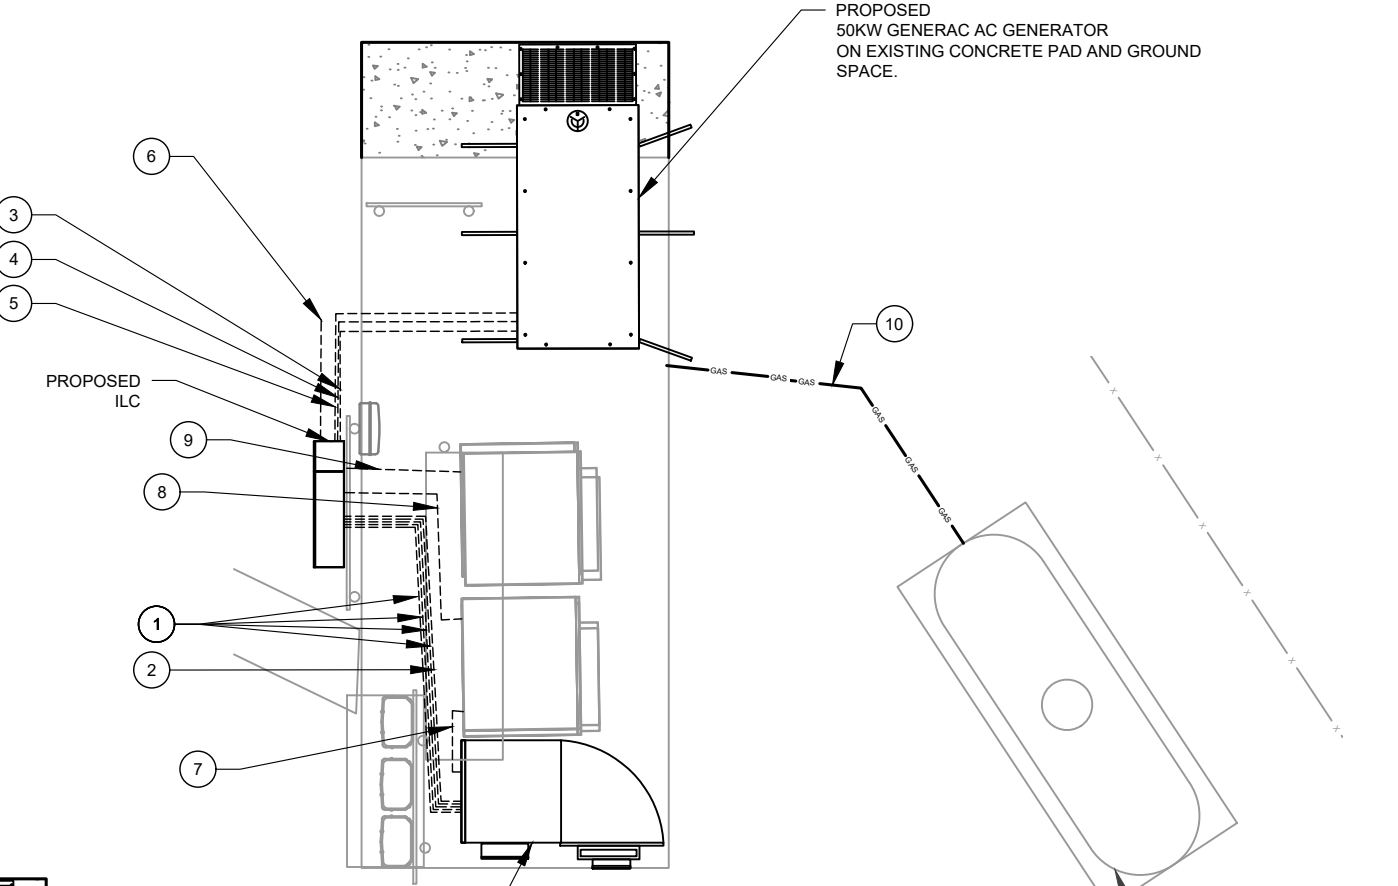 PROPOSED
50KW GENERAC AC GENERATOR
ON EXISTING CONCRETE PAD AND GROUND
SPACE.
6
3
4
5
10
PROPOSED
ILC
GAS
GAS
GAS
GAS
GAS
GAS
9
8
1
2
7
X
X
X
X
X